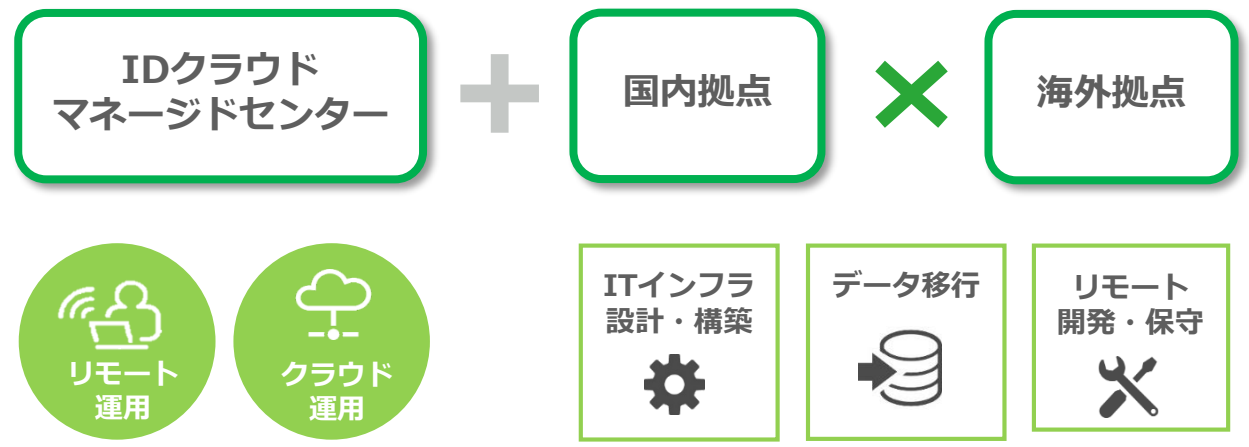 IDクラウド
マネージドセンター
国内拠点
海外拠点
リモート
運用
クラウド
運用
ITインフラ
設計・構築
データ移行
リモート
開発・保守